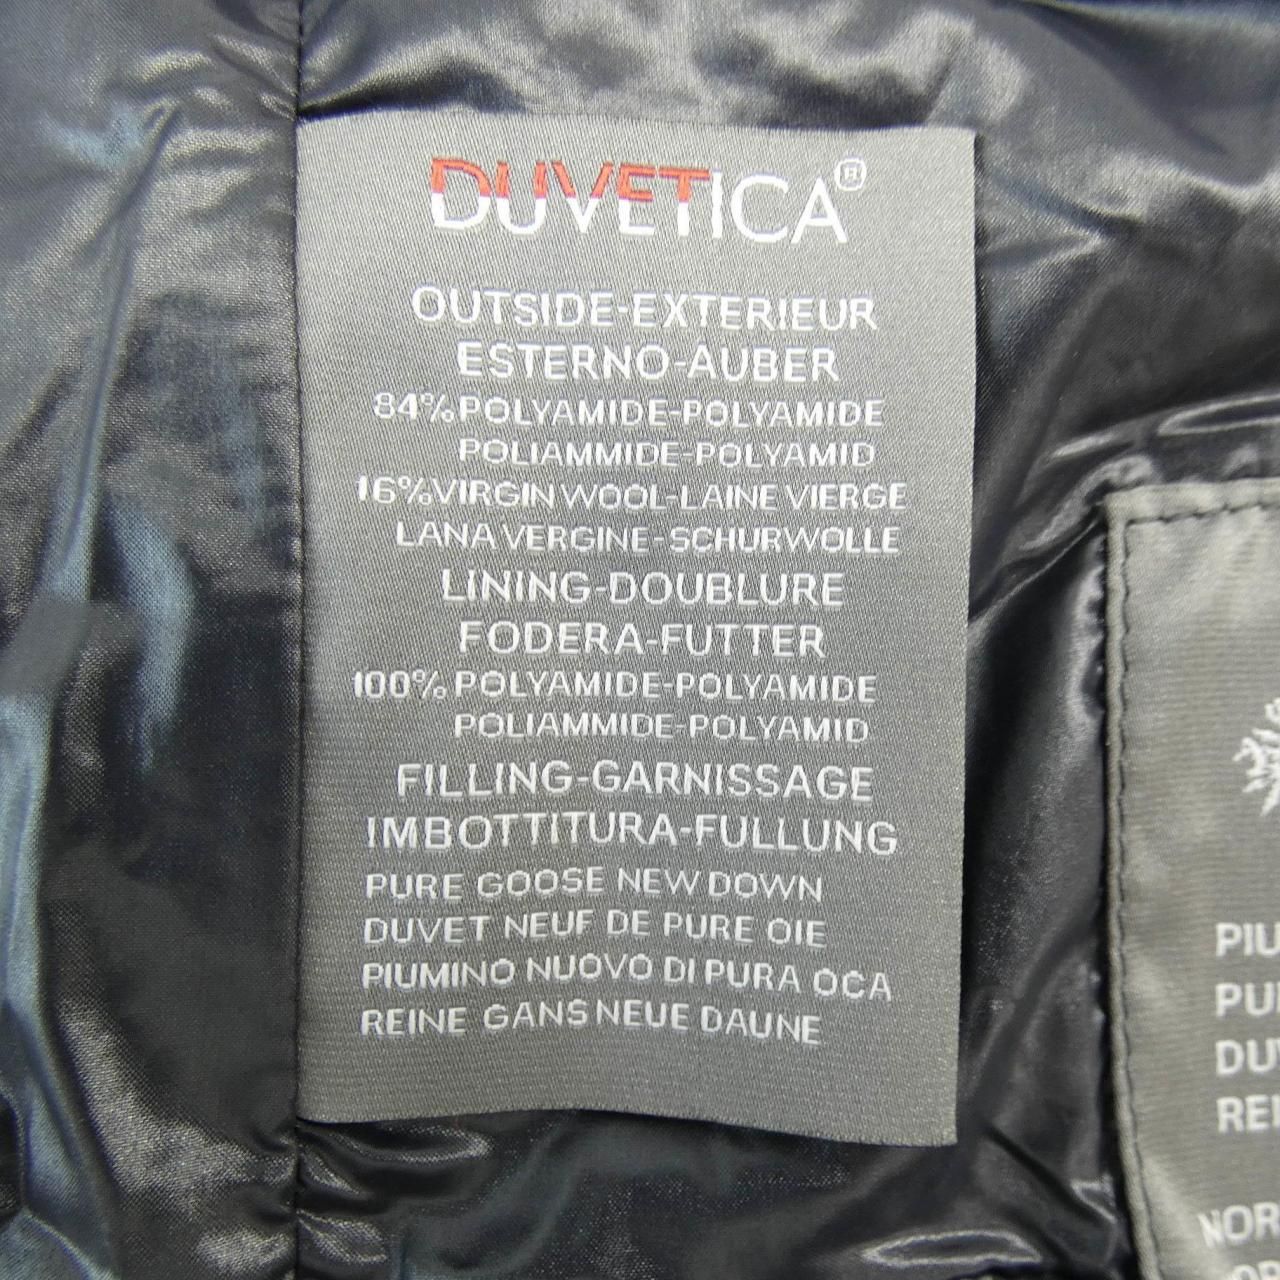 DUVETICA®
OUTSIDE-EXTERIEUR
ESTERNO-AUBER
84% POLYAMIDE-POLYAMIDE
POLIAMMIDE-POLYAMID
16% VIRGIN WOOL-LAINE VIERGE
LANA VERGINE-SCHURWOLLE
LINING-DOUBLURE
FODERA-FUTTER
100% POLYAMIDE-POLYAMIDE
POLIAMMIDE-POLYAMID
FILLING-GARNISSAGE
IMBOTTITURA-FULLUNG
PURE GOOSE NEW DOWN
DUVET NEUF DE PURE OIE
PIUMINO NUOVO DI PURA OCA
REINE GANS NEUE DAUNE